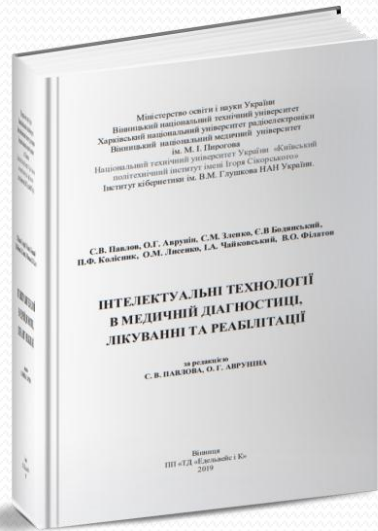 Міністерство освіти і науки України
Вінницький національний технічний університет
Харківський національний університет радіоелектроніки
Вінницький національний медичний університет
ім. М. І. Пирогова
Національний технічний університет України «Київський
політехнічний інститут імені Ігоря Сікорського»
Інститут кібернетики ім. В.М. Глушкова НАН України.
С.В. Павлов, О.Г. Аврунін, С.М. Злепко, Є.В Бодянський,
П.Ф. Колісник, О.М. Лисенко, І.А. Чайковський, В.О. Філатов
ІНТЕЛЕКТУАЛЬНІ ТЕХНОЛОГІЇ
В МЕДИЧНІЙ ДІАГНОСТИЦІ,
ЛІКУВАННІ ТА РЕАБІЛІТАЦІЇ
за редакцією
С. В. ПАВЛОВА, О. Г. АВРУНІНА
Вінниця
ПП «ТД «Едельвейс і К»
2019